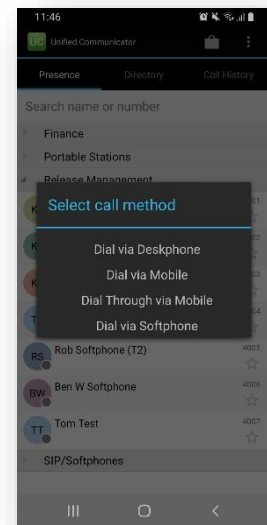 11:46
UC Unified Communicator
Presence Directory Call History
Search name or number
Finance
Portable Stations
Release Management
Select call method
Dial via Deskphone
Dial via Mobile
Dial Through via Mobile
Dial via Softphone
RS Rob Softphone (T2) 4005
BW Ben W Softphone 4006
TT Tom Test 4007
SIP/Softphones